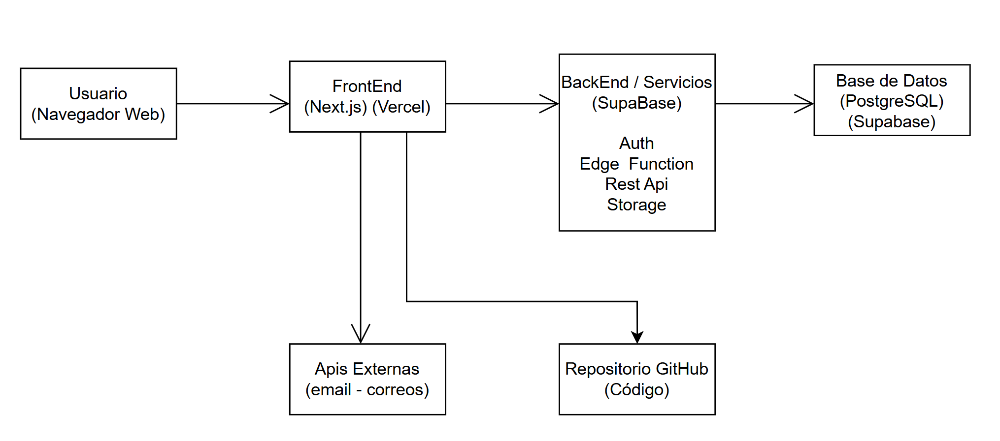 Usuario
(Navegador Web)
FrontEnd
(Next.js) (Vercel)
BackEnd / Servicios
(SupaBase)
Auth
Edge  Function
Rest Api
Storage
Base de Datos
(PostgreSQL)
(Supabase)
Apis Externas
(email - correos)
Repositorio GitHub
(Código)